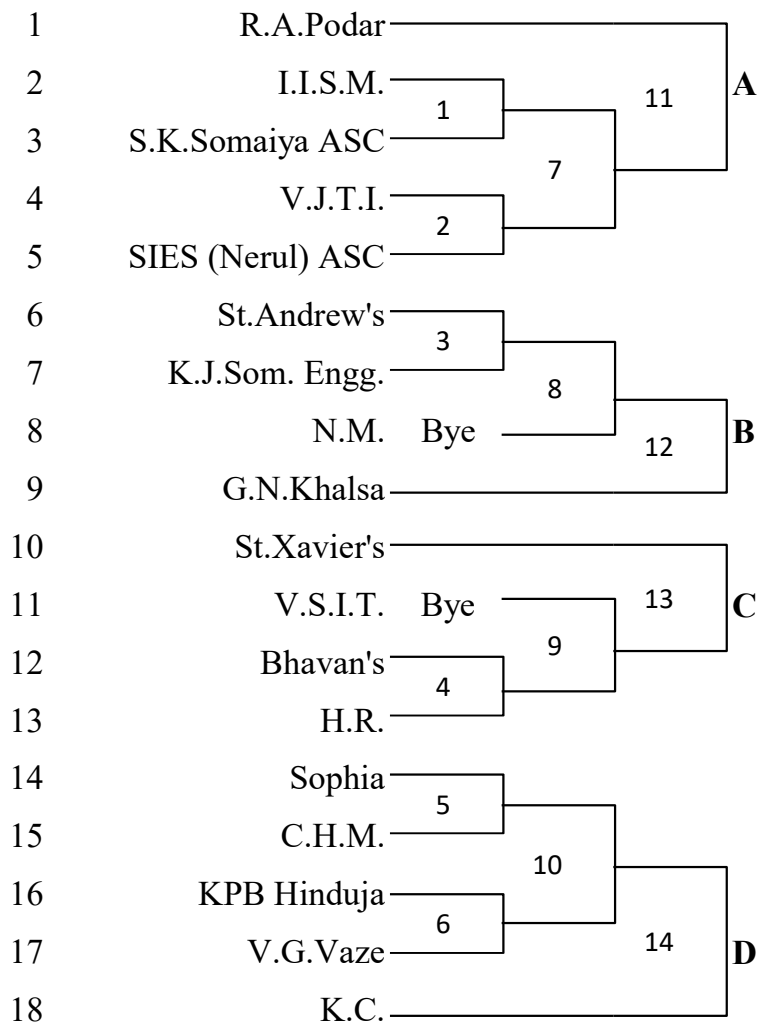 1 R.A.Podar
2 I.I.S.M.
1
11 A
3 S.K.Somaiya ASC
7
4 V.J.T.I.
2
5 SIES (Nerul) ASC
6 St.Andrew's
3
7 K.J.Som. Engg.
8
8 N.M. Bye
12 B
9 G.N.Khalsa
10 St.Xavier's
11 V.S.I.T. Bye
13 C
9
12 Bhavan's
4
13 H.R.
14 Sophia
5
15 C.H.M.
10
16 KPB Hinduja
6
17 V.G.Vaze
14 D
18 K.C.